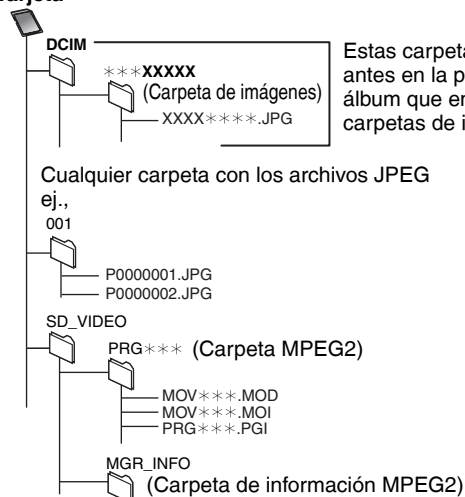 DCIM
Estas carpeta
∗∗∗XXXXX
antes en la p
(Carpeta de imágenes)
álbum que en
XXXX∗∗∗∗.JPG
carpetas de i
Cualquier carpeta con los archivos JPEG
ej.,
001
P0000001.JPG
P0000002.JPG
SD_VIDEO
PRG∗∗∗ (Carpeta MPEG2)
MOV∗∗∗.MOD
MOV∗∗∗.MOI
PRG∗∗∗.PGI
MGR_INFO
(Carpeta de información MPEG2)